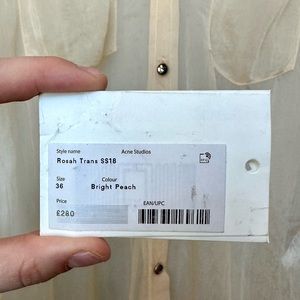 Style name Acne Studios
Rosah Trans SS18
Size Colour
36 Bright Peach
Price
£280 EAN/UPC